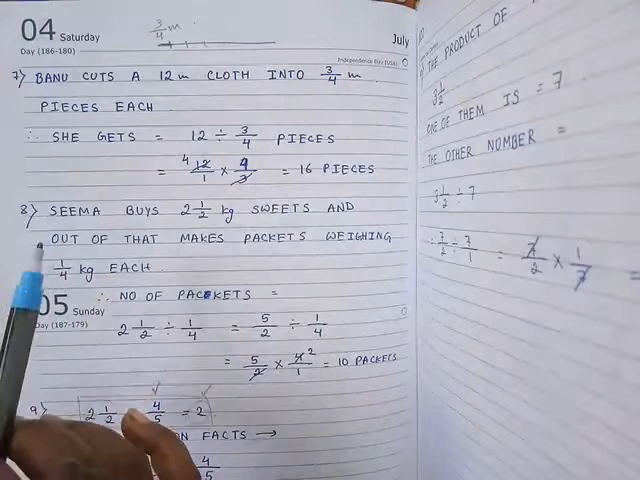 04 Saturday
Day (186-180)
3/4 m
July
Independence Day (USA)
7) BANU CUTS A 12 m CLOTH INTO 3/4 m
PIECES EACH
∴ SHE GETS = 12 ÷ 3/4 PIECES
= 4 12/1 × 4/3 = 16 PIECES
8) SEEMA BUYS 2 1/2 kg SWEETS AND
OUT OF THAT MAKES PACKETS WEIGHING
1/4 kg EACH
05 Sunday
Day (187-179)
∴ NO OF PACKETS =
2 1/2 ÷ 1/4 = 5/2 ÷ 1/4
= 5/2 × 4 2/1 = 10 PACKETS
9) 2 1/2 4/5 = 2
ON FACTS →
4/5
THE PRODUCT OF
3 1/2
ONE OF THEM IS = 7
THE OTHER NOMBER =
3 1/2 ÷ 7
∴ 7/2 ÷ 7/1 = 7/2 × 1/7 =